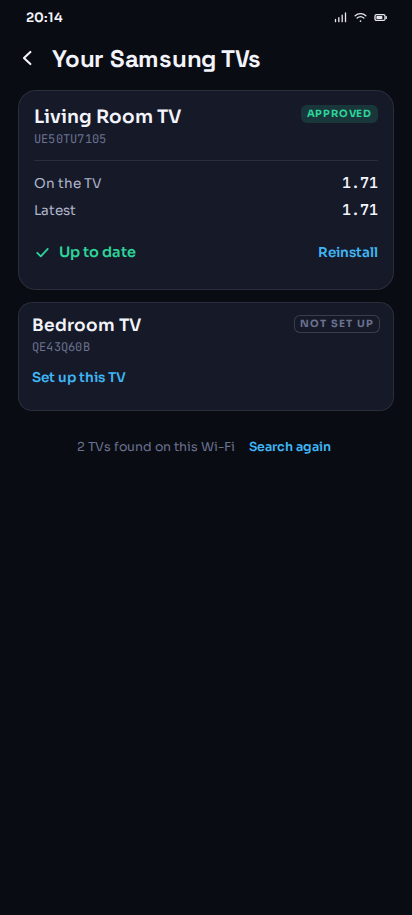 20:14
Your Samsung TVs
Living Room TV APPROVED
UE50TU7105
On the TV 1.71
Latest 1.71
Up to date Reinstall
Bedroom TV NOT SET UP
QE43Q60B
Set up this TV
2 TVs found on this Wi-Fi Search again